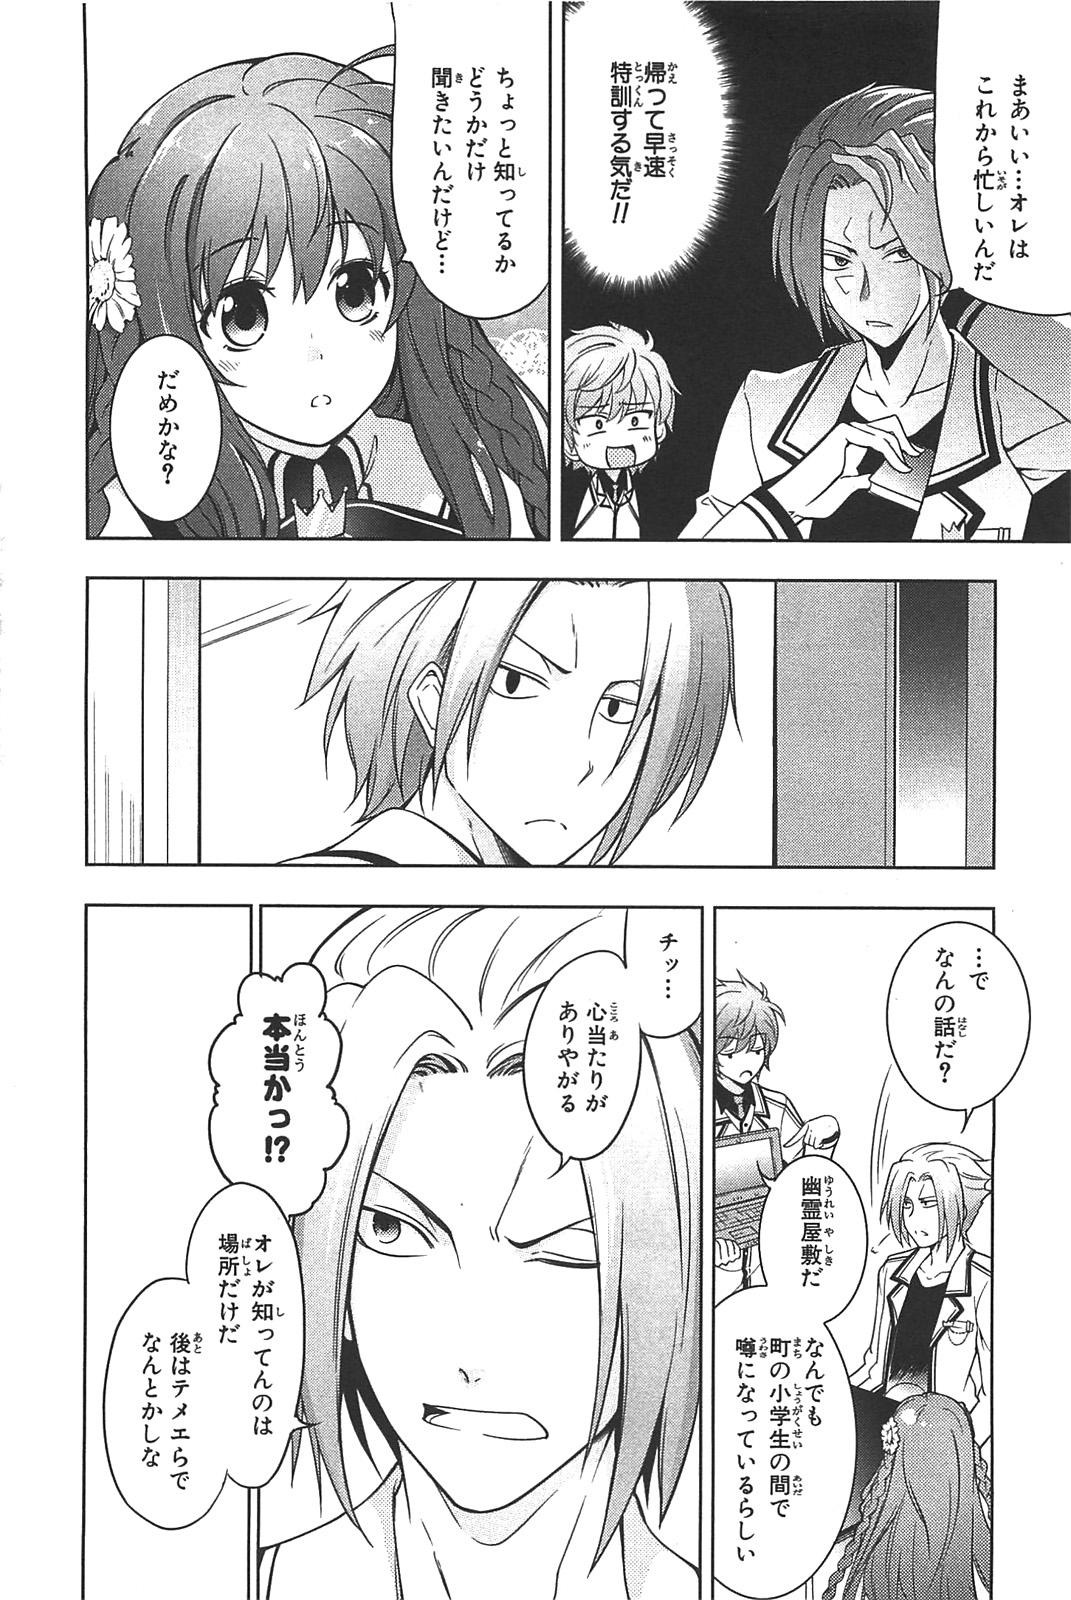 まあいい…オレは
これから忙しいんだ
帰つて早速
特訓する気だ!!
ちょっと知ってるか
どうかだけ
聞きたいんだけど…
だめかな?
…で
なんの話だ?
幽霊屋敷だ
なんでも
町の小学生の間で
噂になっているらしい
チッ…
心当たりが
ありやがる
本当かっ!?
オレが知ってんのは
場所だけだ
後はテメエらで
なんとかしな